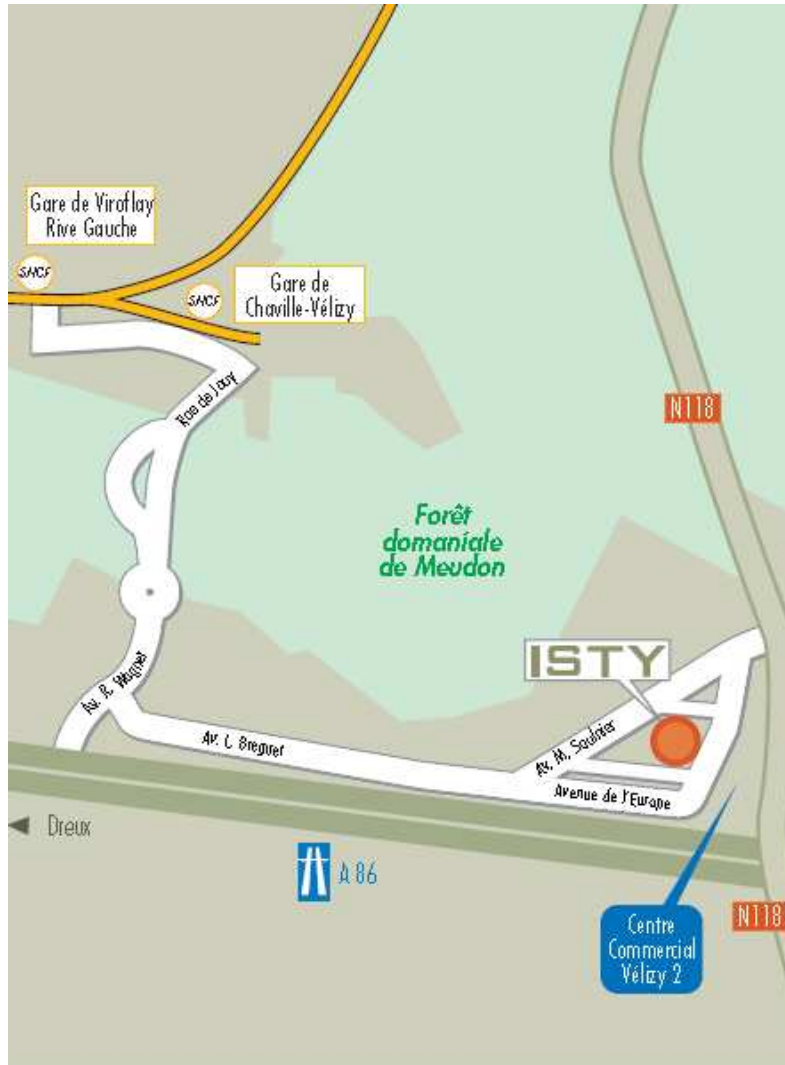 Gare de Viroflay
Rive Gauche
SNCF
SNCF
Gare de
Chaville-Vélizy
Rue de Jouy
N118
Forêt
domaniale
de Meudon
ISTY
Av. R. Wagner
Av. L. Breguet
Av. M. Saulnier
Avenue de l'Europe
Dreux
A 86
N118
Centre
Commercial
Vélizy 2